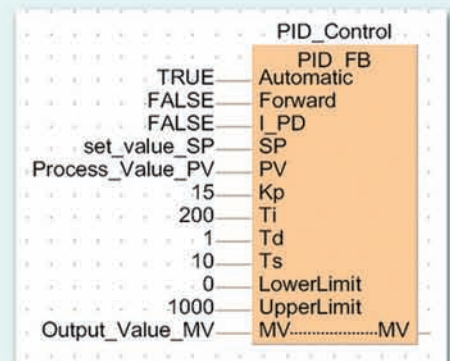 PID_Control
PID_FB
TRUE Automatic
FALSE Forward
FALSE I_PD
set_value_SP SP
Process_Value_PV PV
15 Kp
200 Ti
1 Td
10 Ts
0 LowerLimit
1000 UpperLimit
Output_Value_MV MV MV